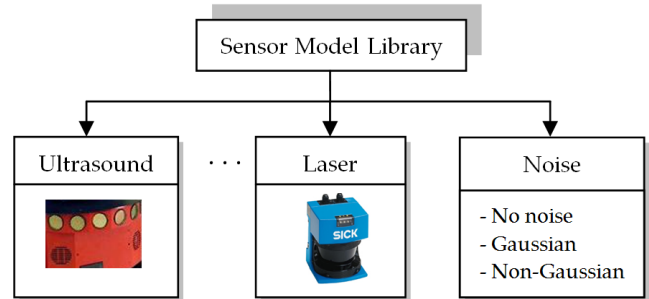 Sensor Model Library
Ultrasound
. . .
Laser
Noise
SICK
- No noise
- Gaussian
- Non-Gaussian